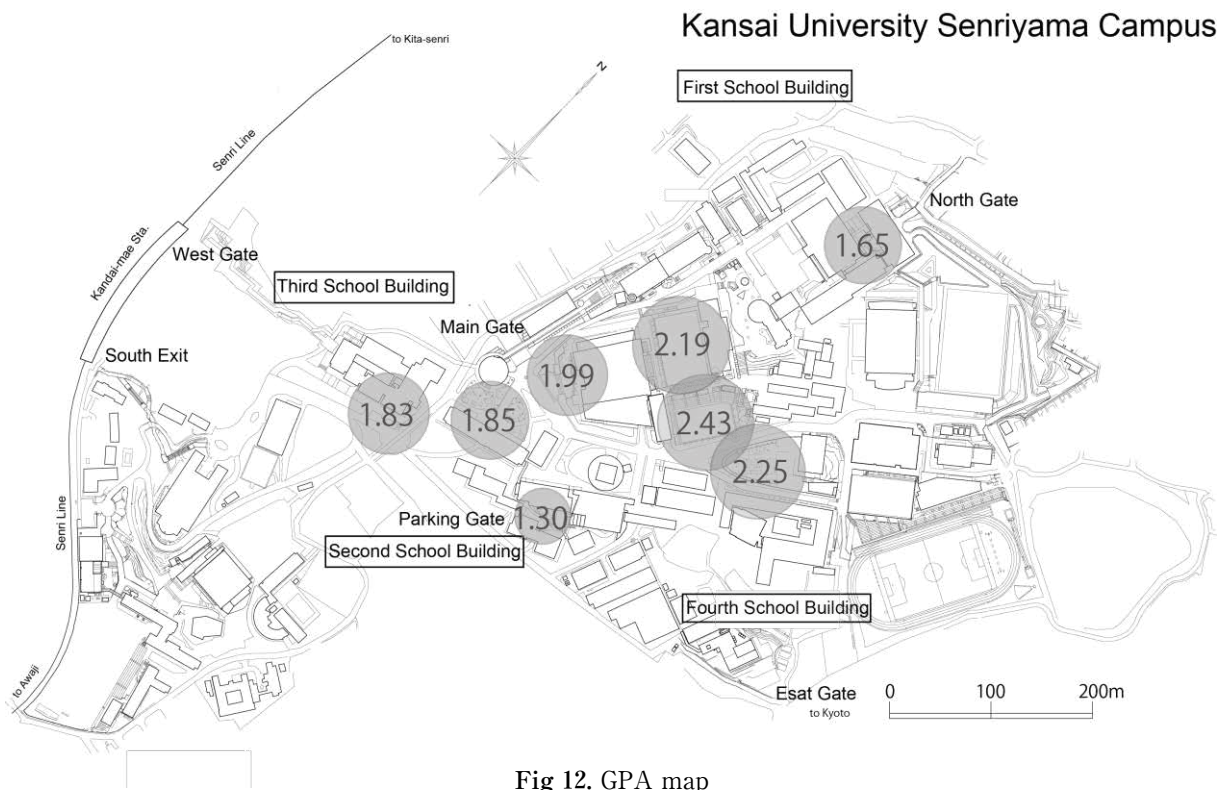 Kansai University Senriyama Campus
to Kita-senri
N
First School Building
Senri Line
North Gate
Kandai-mae Sta.
West Gate
1.65
Third School Building
Main Gate
2.19
South Exit
1.99
1.83
1.85
2.43
2.25
Senri Line
Parking Gate
1.30
Second School Building
Fourth School Building
to Awaji
Esat Gate
to Kyoto
0 100 200m
Fig 12. GPA map